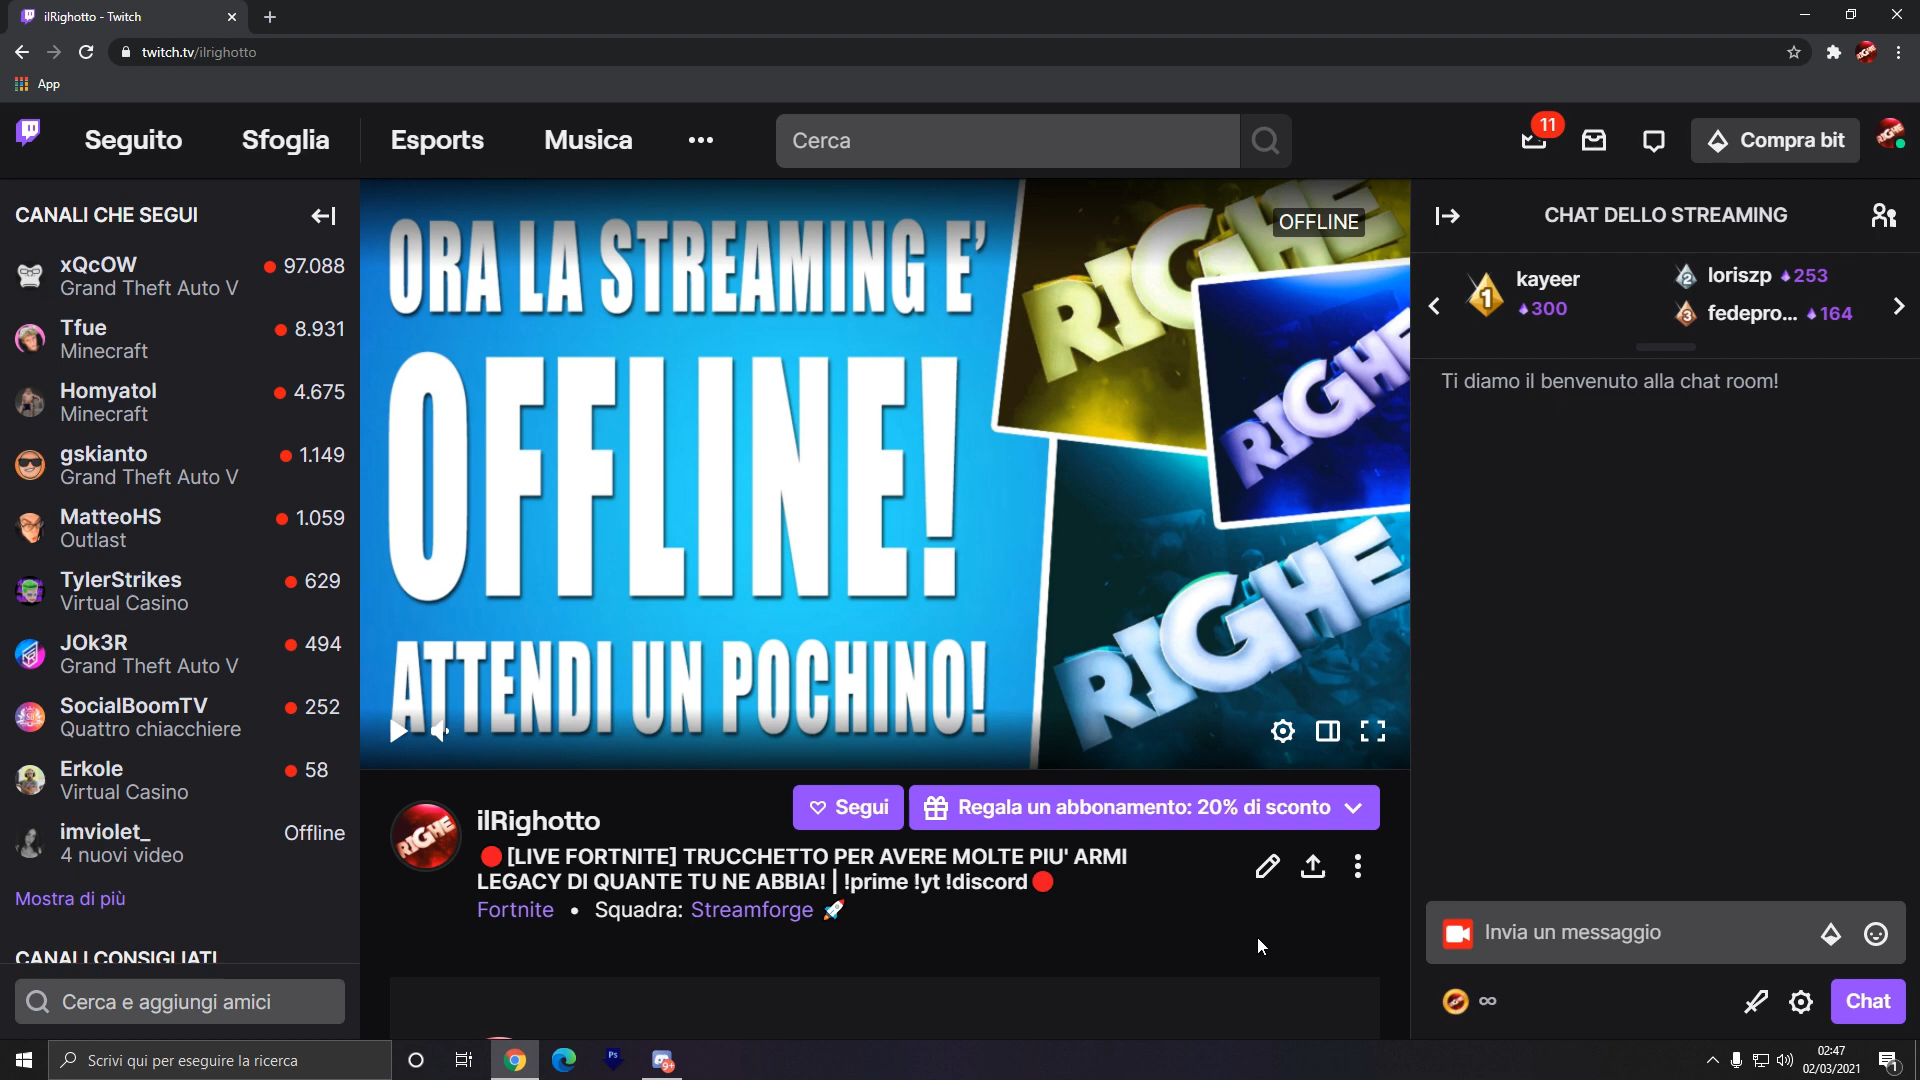 ilRighotto - Twitch
twitch.tv/ilrighotto
App
Seguito
Sfoglia
Esports
Musica
Cerca
11
Compra bit
CANALI CHE SEGUI
xQcOW
97.088
Grand Theft Auto V
Tfue
8.931
Minecraft
Homyatol
4.675
Minecraft
gskianto
1.149
Grand Theft Auto V
MatteoHS
1.059
Outlast
TylerStrikes
629
Virtual Casino
JOk3R
494
Grand Theft Auto V
SocialBoomTV
252
Quattro chiacchiere
Erkole
58
Virtual Casino
imviolet_
Offline
4 nuovi video
Mostra di più
CANALI CONSIGLIATI
Cerca e aggiungi amici
ORA LA STREAMING E'
OFFLINE!
ATTENDI UN POCHINO!
OFFLINE
RIGHE
RIGHE
RIGHE
RIGHE
ilRighotto
Segui
Regala un abbonamento: 20% di sconto
[LIVE FORTNITE] TRUCCHETTO PER AVERE MOLTE PIU' ARMI
LEGACY DI QUANTE TU NE ABBIA! | !prime !yt !discord
Fortnite • Squadra: Streamforge 🚀
CHAT DELLO STREAMING
1
kayeer
300
2
loriszp
253
3
fedepro...
164
Ti diamo il benvenuto alla chat room!
Invia un messaggio
∞
Chat
Scrivi qui per eseguire la ricerca
Ps
9+
02:47
02/03/2021
1